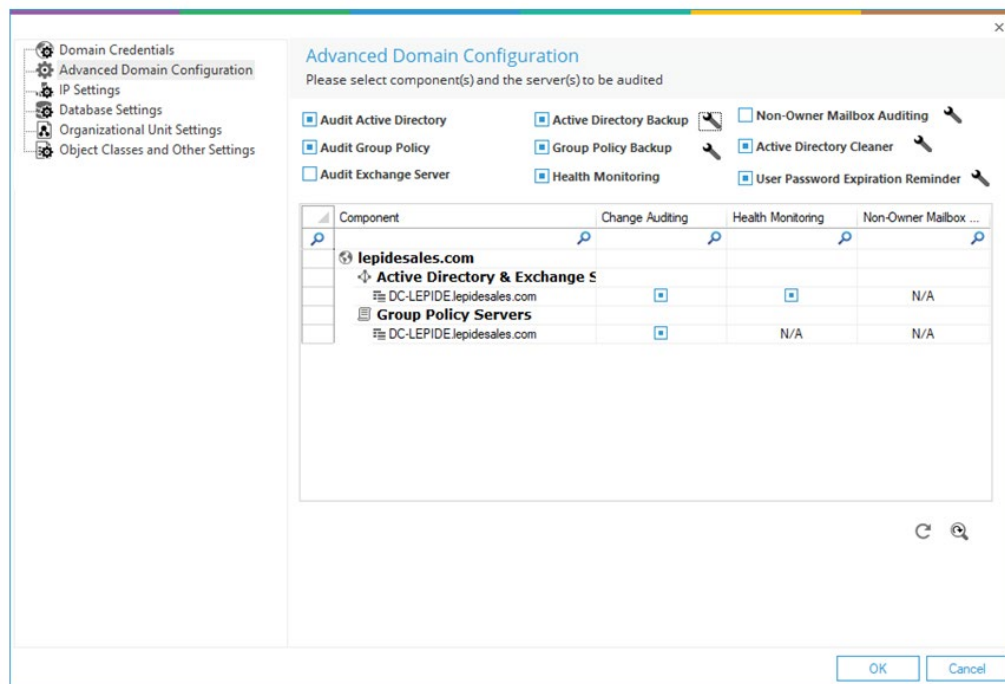 Domain Credentials
Advanced Domain Configuration
IP Settings
Database Settings
Organizational Unit Settings
Object Classes and Other Settings
Advanced Domain Configuration
Please select component(s) and the server(s) to be audited
Audit Active Directory
Active Directory Backup
Non-Owner Mailbox Auditing
Audit Group Policy
Group Policy Backup
Active Directory Cleaner
Audit Exchange Server
Health Monitoring
User Password Expiration Reminder
Component Change Auditing Health Monitoring Non-Owner Mailbox ...
lepidesales.com
Active Directory & Exchange S
DC-LEPIDE.lepidesales.com N/A
Group Policy Servers
DC-LEPIDE.lepidesales.com N/A N/A
OK Cancel